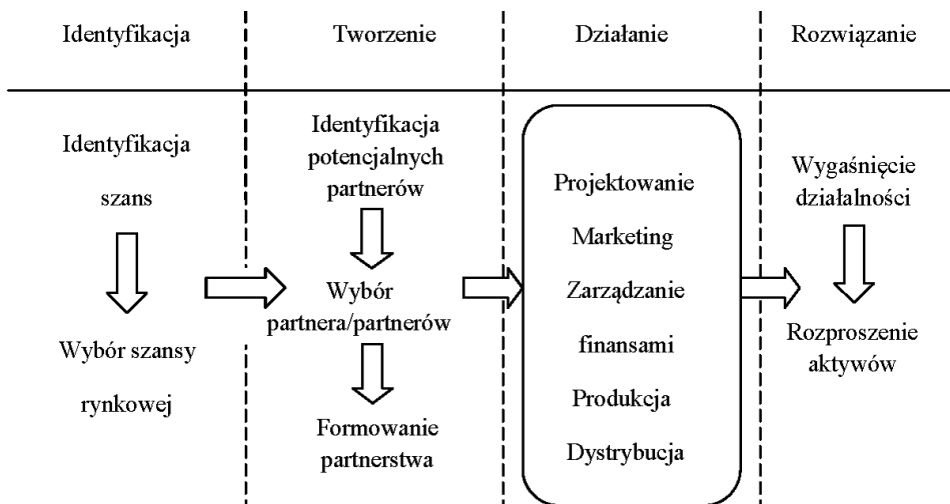 Identyfikacja
Tworzenie
Działanie
Rozwiązanie
Identyfikacja
szans
Wybór szansy
rynkowej
Identyfikacja
potencjalnych
partnerów
Wybór
partnera/partnerów
Formowanie
partnerstwa
Projektowanie
Marketing
Zarządzanie
finansami
Produkcja
Dystrybucja
Wygaśnięcie
działalności
Rozproszenie
aktywów